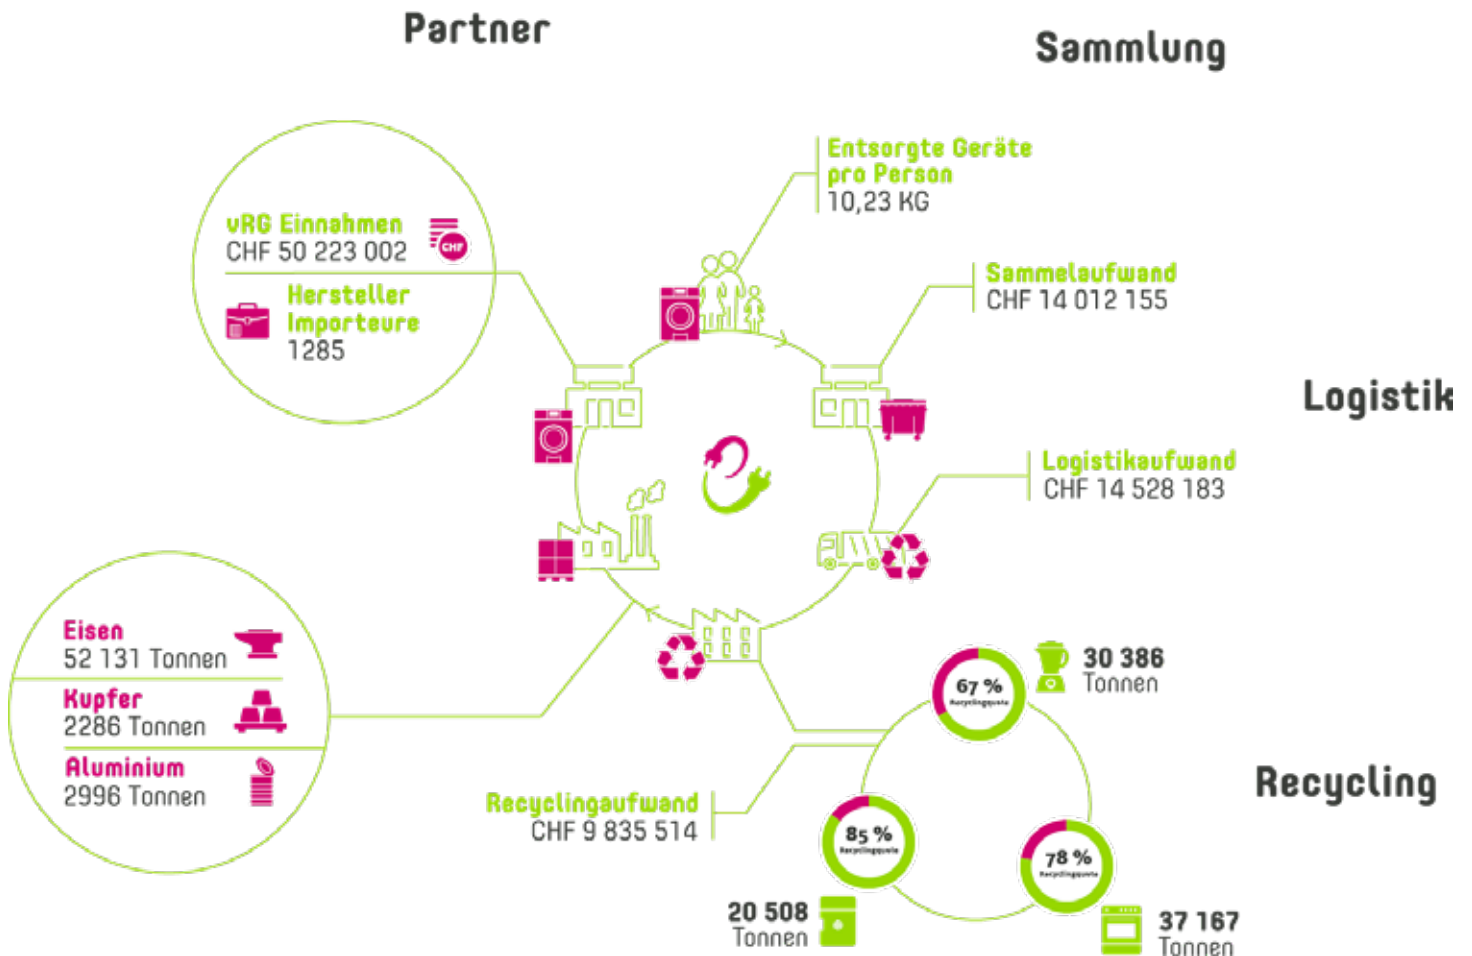 Partner
Sammlung
Entsorgte Geräte
pro Person
10,23 KG
vRG Einnahmen
CHF 50 223 002
CHF
Hersteller
Importeure
1285
Sammelaufwand
CHF 14 012 155
Logistik
Logistikaufwand
CHF 14 528 183
Eisen
52 131 Tonnen
Kupfer
2286 Tonnen
Aluminium
2996 Tonnen
67 %
Recyclingquote
30 386
Tonnen
Recycling
Recyclingaufwand
CHF 9 835 514
85 %
Recyclingquote
78 %
Recyclingquote
20 508
Tonnen
37 167
Tonnen